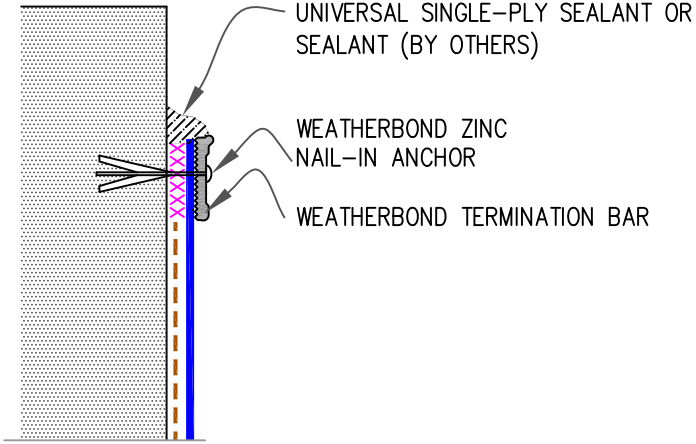 UNIVERSAL SINGLE-PLY SEALANT OR
SEALANT (BY OTHERS)
WEATHERBOND ZINC
NAIL-IN ANCHOR
WEATHERBOND TERMINATION BAR